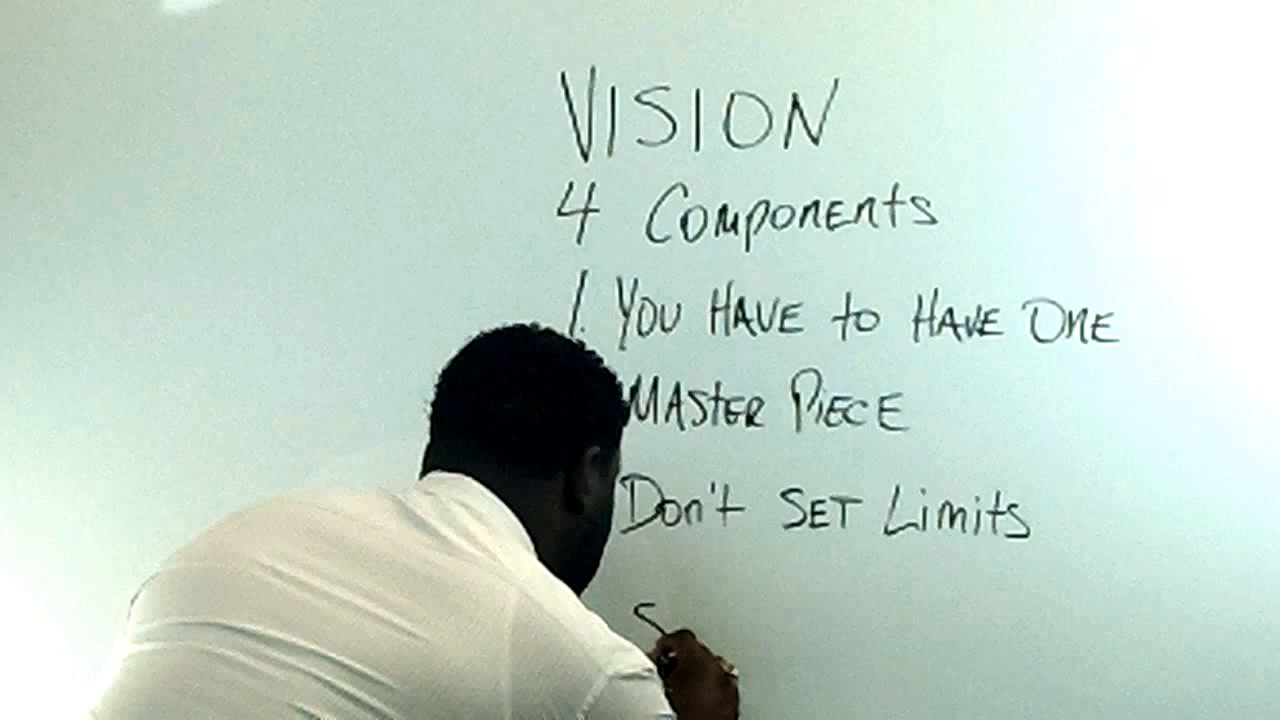 VISION
4 Components
1. You HAVE to HAVE ONE
MASTER PIECE
Don't SET Limits
S